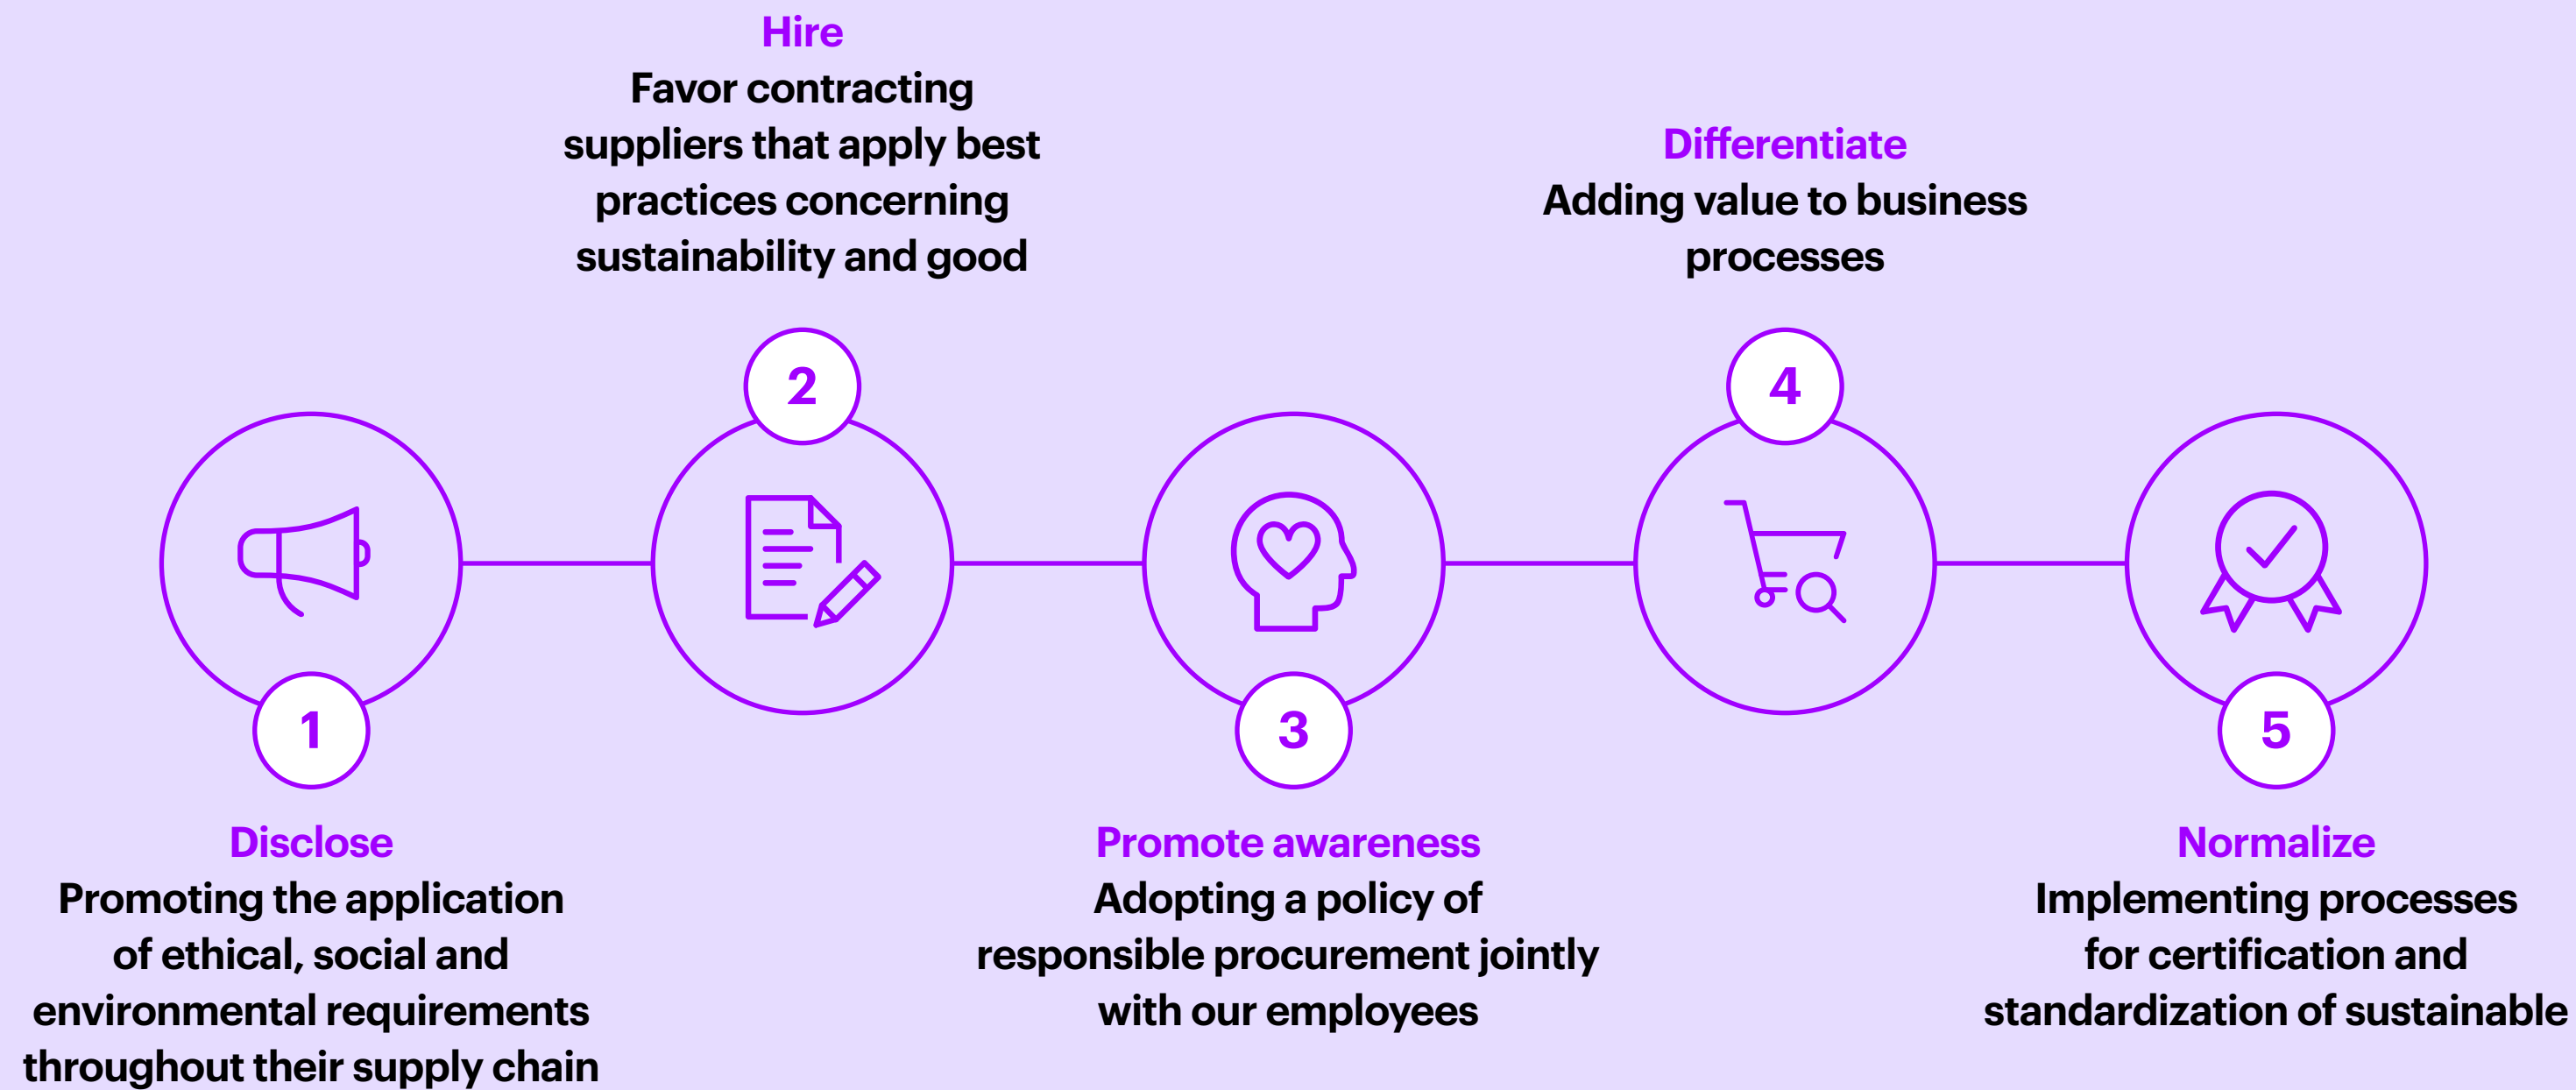 Hire
Favor contracting
suppliers that apply best
practices concerning
sustainability and good
Differentiate
Adding value to business
processes
2
4
1
3
5
Disclose
Promoting the application
of ethical, social and
environmental requirements
throughout their supply chain
Promote awareness
Adopting a policy of
responsible procurement jointly
with our employees
Normalize
Implementing processes
for certification and
standardization of sustainable